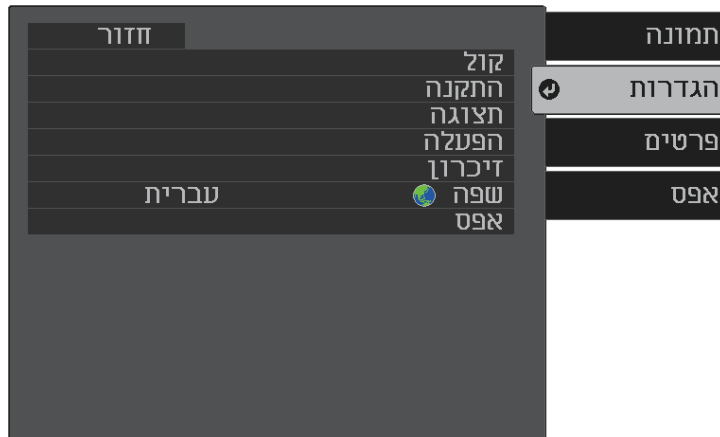 תמונה
הגדרות
פרטים
אפס
חזור
קול
התקנה
תצוגה
הפעלה
זיכרון
שפה עברית
אפס